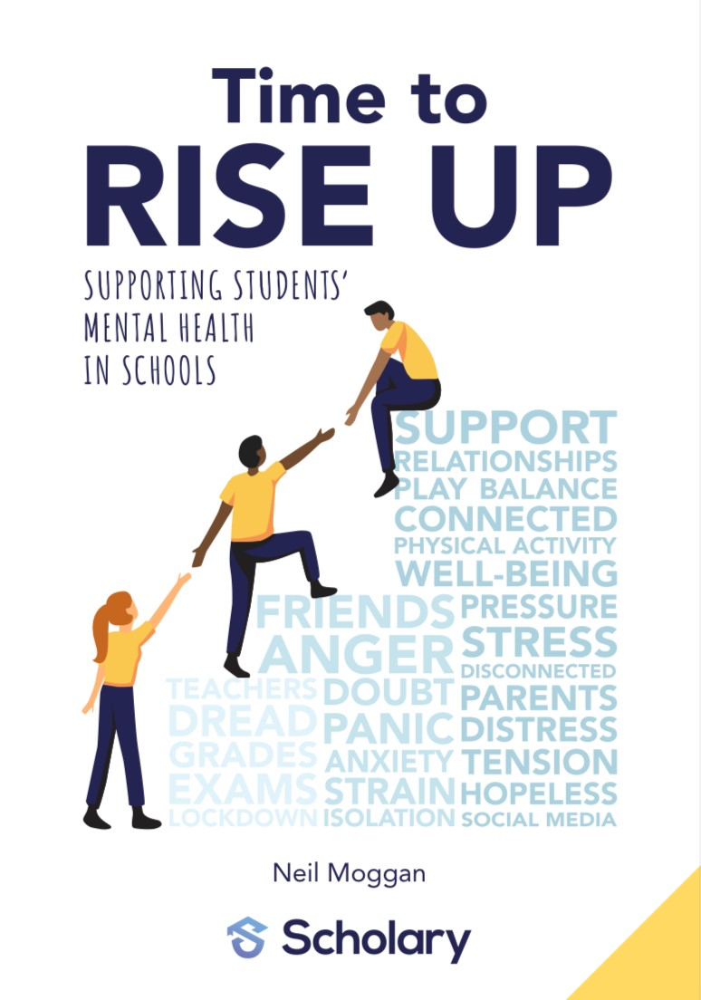 Time to
RISE UP
SUPPORTING STUDENTS’
MENTAL HEALTH
IN SCHOOLS
SUPPORT
RELATIONSHIPS
PLAY BALANCE
CONNECTED
PHYSICAL ACTIVITY
WELL-BEING
FRIENDS PRESSURE
ANGER STRESS
DISCONNECTED
TEACHERS DOUBT PARENTS
DREAD PANIC DISTRESS
GRADES ANXIETY TENSION
EXAMS STRAIN HOPELESS
LOCKDOWN ISOLATION SOCIAL MEDIA
Neil Moggan
Scholary